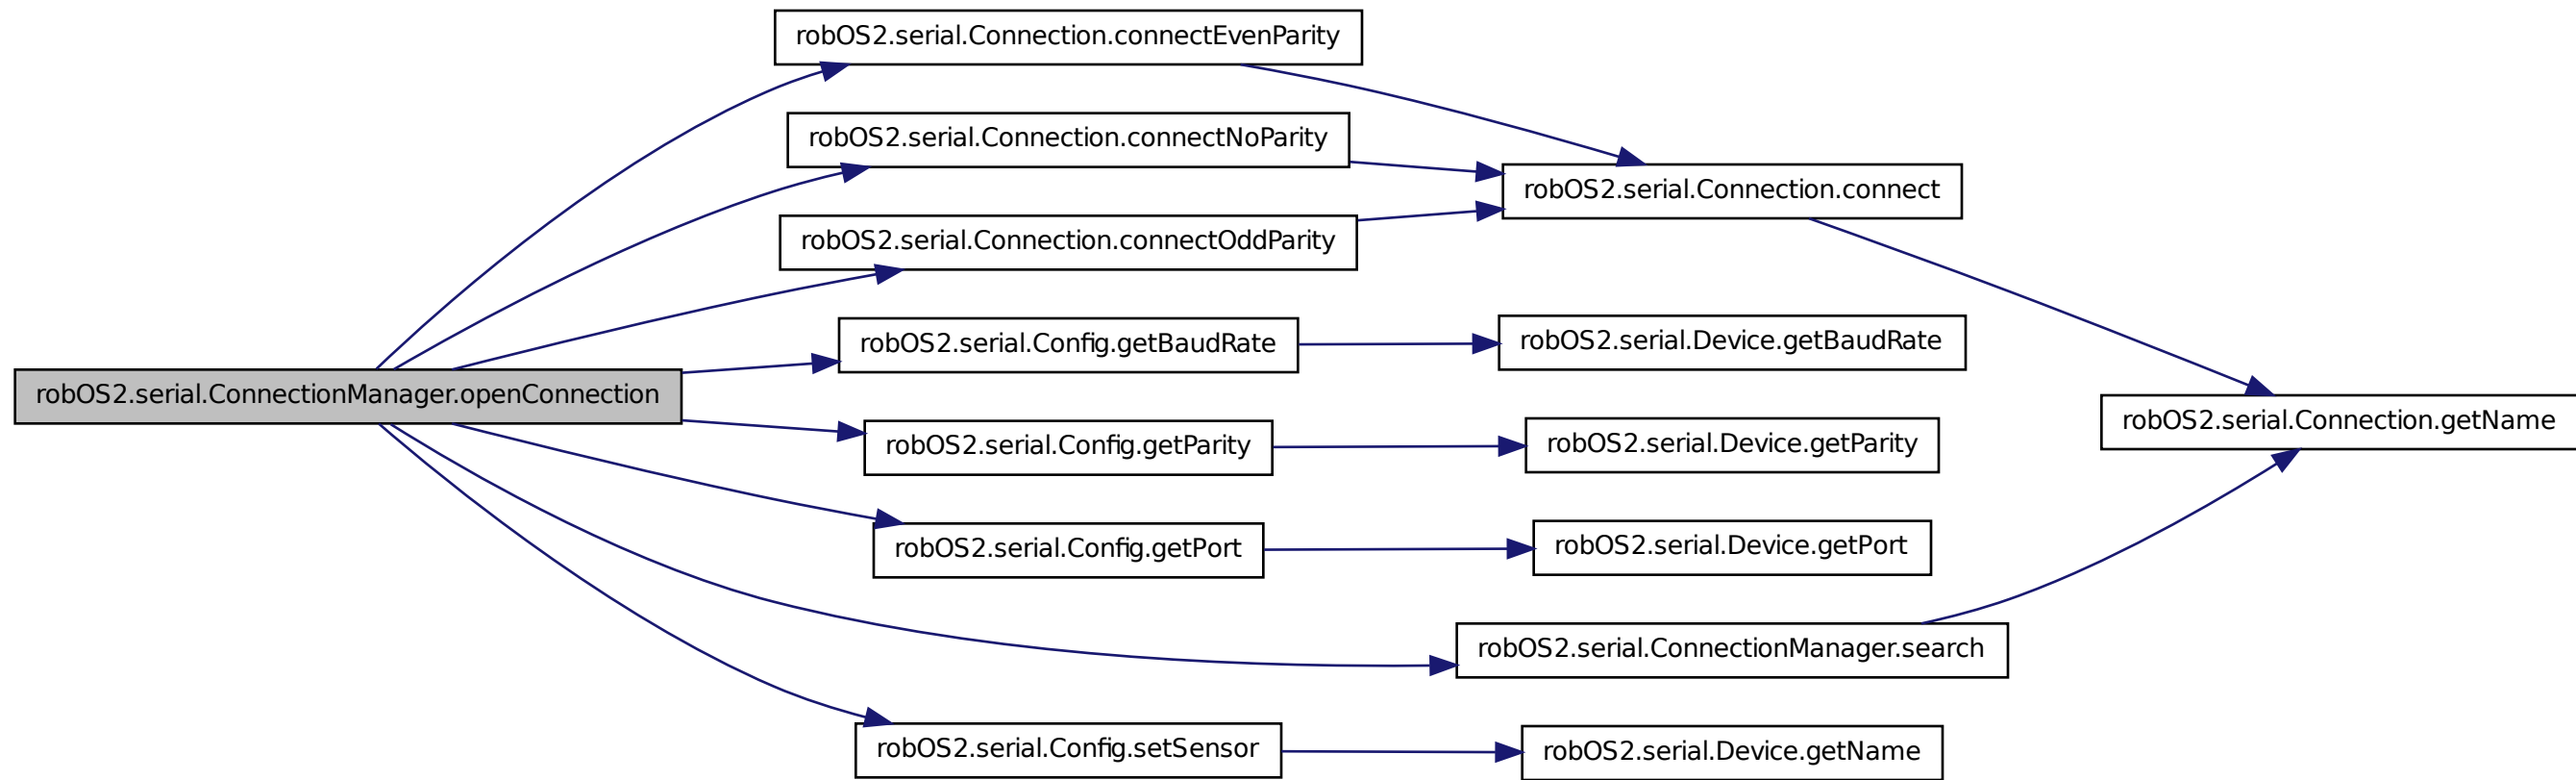 robOS2.serial.Connection.connectEvenParity
robOS2.serial.Connection.connectNoParity
robOS2.serial.Connection.connect
robOS2.serial.Connection.connectOddParity
robOS2.serial.Config.getBaudRate
robOS2.serial.Device.getBaudRate
robOS2.serial.ConnectionManager.openConnection
robOS2.serial.Connection.getName
robOS2.serial.Config.getParity
robOS2.serial.Device.getParity
robOS2.serial.Config.getPort
robOS2.serial.Device.getPort
robOS2.serial.ConnectionManager.search
robOS2.serial.Config.setSensor
robOS2.serial.Device.getName